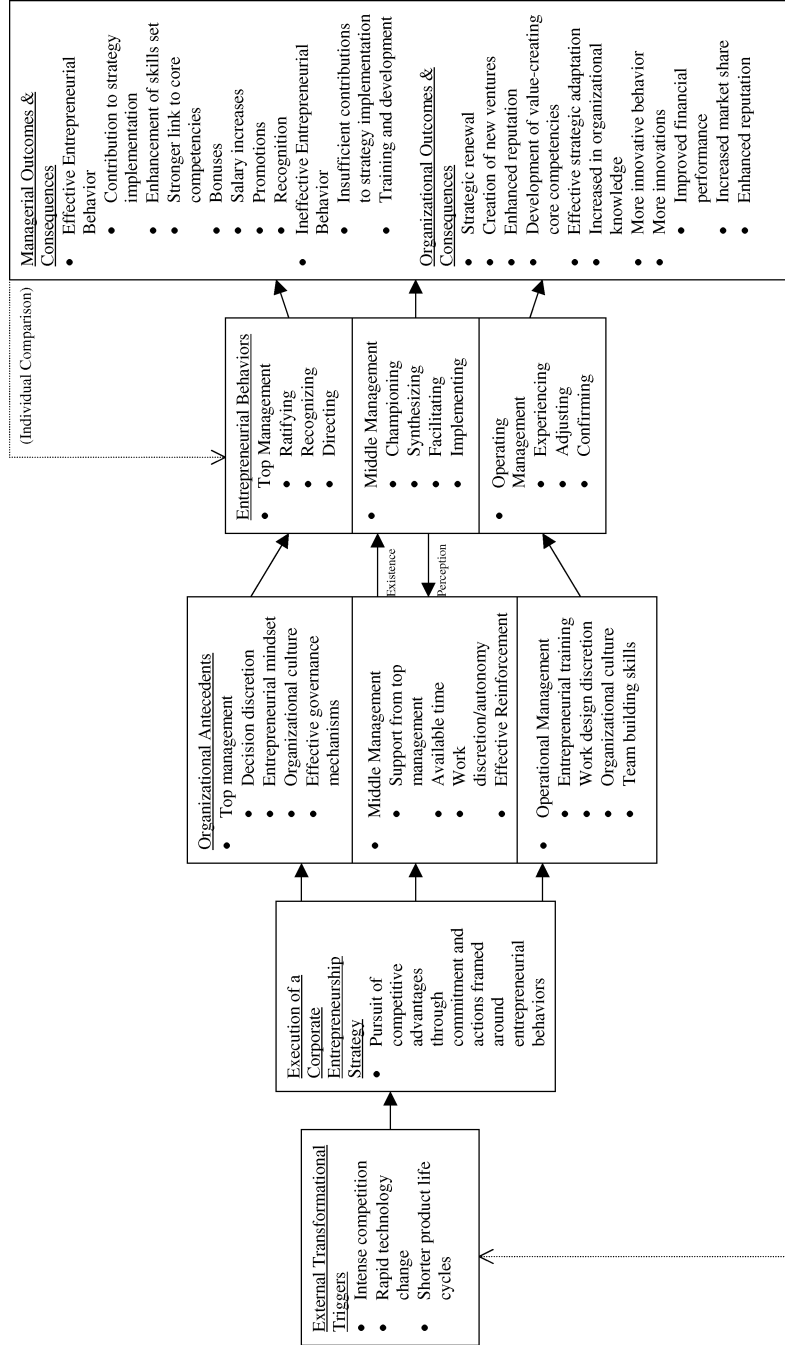 External Transformational
Triggers
• Intense competition
• Rapid technology
change
• Shorter product life
cycles
Execution of a
Corporate
Entrepreneurship
Strategy
• Pursuit of
competitive
advantages
through
commitment and
actions framed
around
entrepreneurial
behaviors
Organizational Antecedents
• Top management
• Decision discretion
• Entrepreneurial mindset
• Organizational culture
• Effective governance
mechanisms
• Middle Management
• Support from top
management
• Available time
• Work
discretion/autonomy
• Effective Reinforcement
• Operational Management
• Entrepreneurial training
• Work design discretion
• Organizational culture
• Team building skills
Existence
Perception
Entrepreneurial Behaviors
• Top Management
• Ratifying
• Recognizing
• Directing
• Middle Management
• Championing
• Synthesizing
• Facilitating
• Implementing
• Operating
Management
• Experiencing
• Adjusting
• Confirming
(Individual Comparison)
Managerial Outcomes &
Consequences
• Effective Entrepreneurial
Behavior
• Contribution to strategy
implementation
• Enhancement of skills set
• Stronger link to core
competencies
• Bonuses
• Salary increases
• Promotions
• Recognition
• Ineffective Entrepreneurial
Behavior
• Insufficient contributions
to strategy implementation
• Training and development
Organizational Outcomes &
Consequences
• Strategic renewal
• Creation of new ventures
• Enhanced reputation
• Development of value-creating
core competencies
• Effective strategic adaptation
• Increased in organizational
knowledge
• More innovative behavior
• More innovations
• Improved financial
performance
• Increased market share
• Enhanced reputation